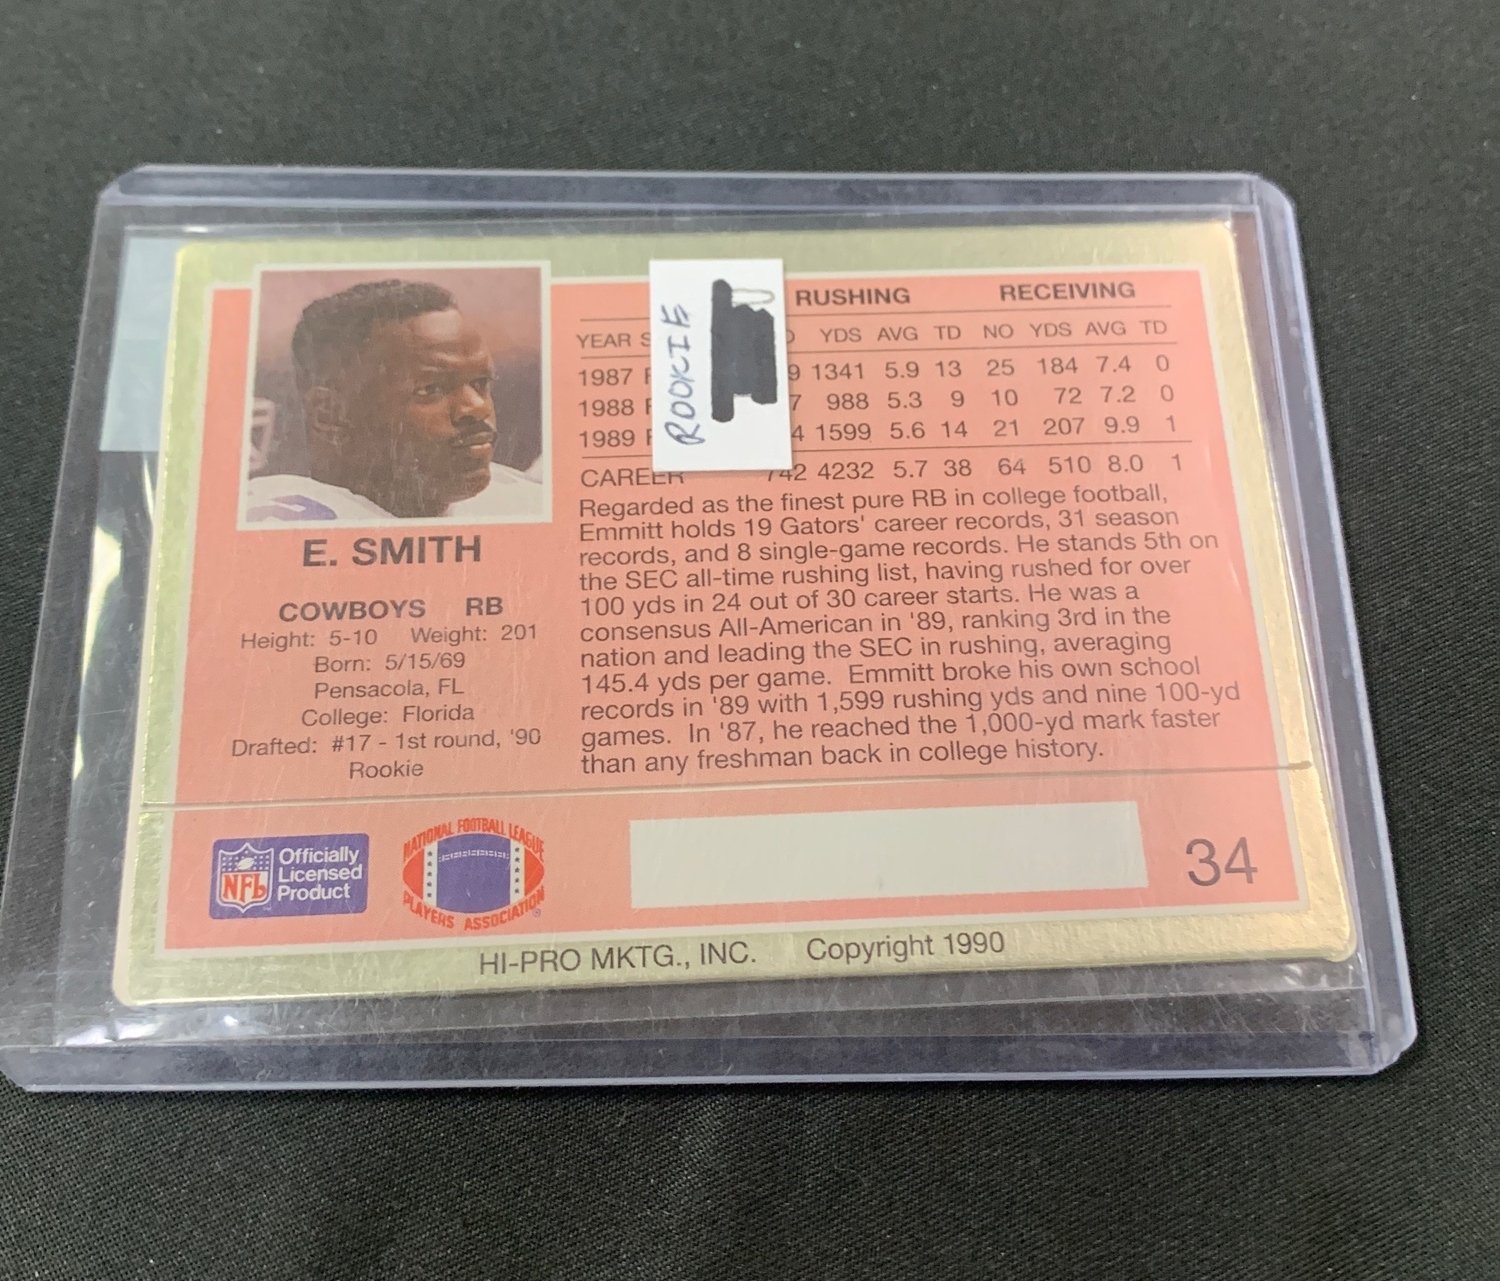 ROOKIE
RUSHING RECEIVING
YEAR YDS AVG TD NO YDS AVG TD
1987 1341 5.9 13 25 184 7.4 0
1988 988 5.3 9 10 72 7.2 0
1989 1599 5.6 14 21 207 9.9 1
CAREER 742 4232 5.7 38 64 510 8.0 1
E. SMITH
COWBOYS RB
Height: 5-10 Weight: 201
Born: 5/15/69
Pensacola, FL
College: Florida
Drafted: #17 - 1st round, '90
Rookie
Regarded as the finest pure RB in college football,
Emmitt holds 19 Gators' career records, 31 season
records, and 8 single-game records. He stands 5th on
the SEC all-time rushing list, having rushed for over
100 yds in 24 out of 30 career starts. He was a
consensus All-American in '89, ranking 3rd in the
nation and leading the SEC in rushing, averaging
145.4 yds per game. Emmitt broke his own school
records in '89 with 1,599 rushing yds and nine 100-yd
games. In '87, he reached the 1,000-yd mark faster
than any freshman back in college history.
NFL
Officially
Licensed
Product
NATIONAL FOOTBALL LEAGUE
PLAYERS ASSOCIATION
34
HI-PRO MKTG., INC. Copyright 1990